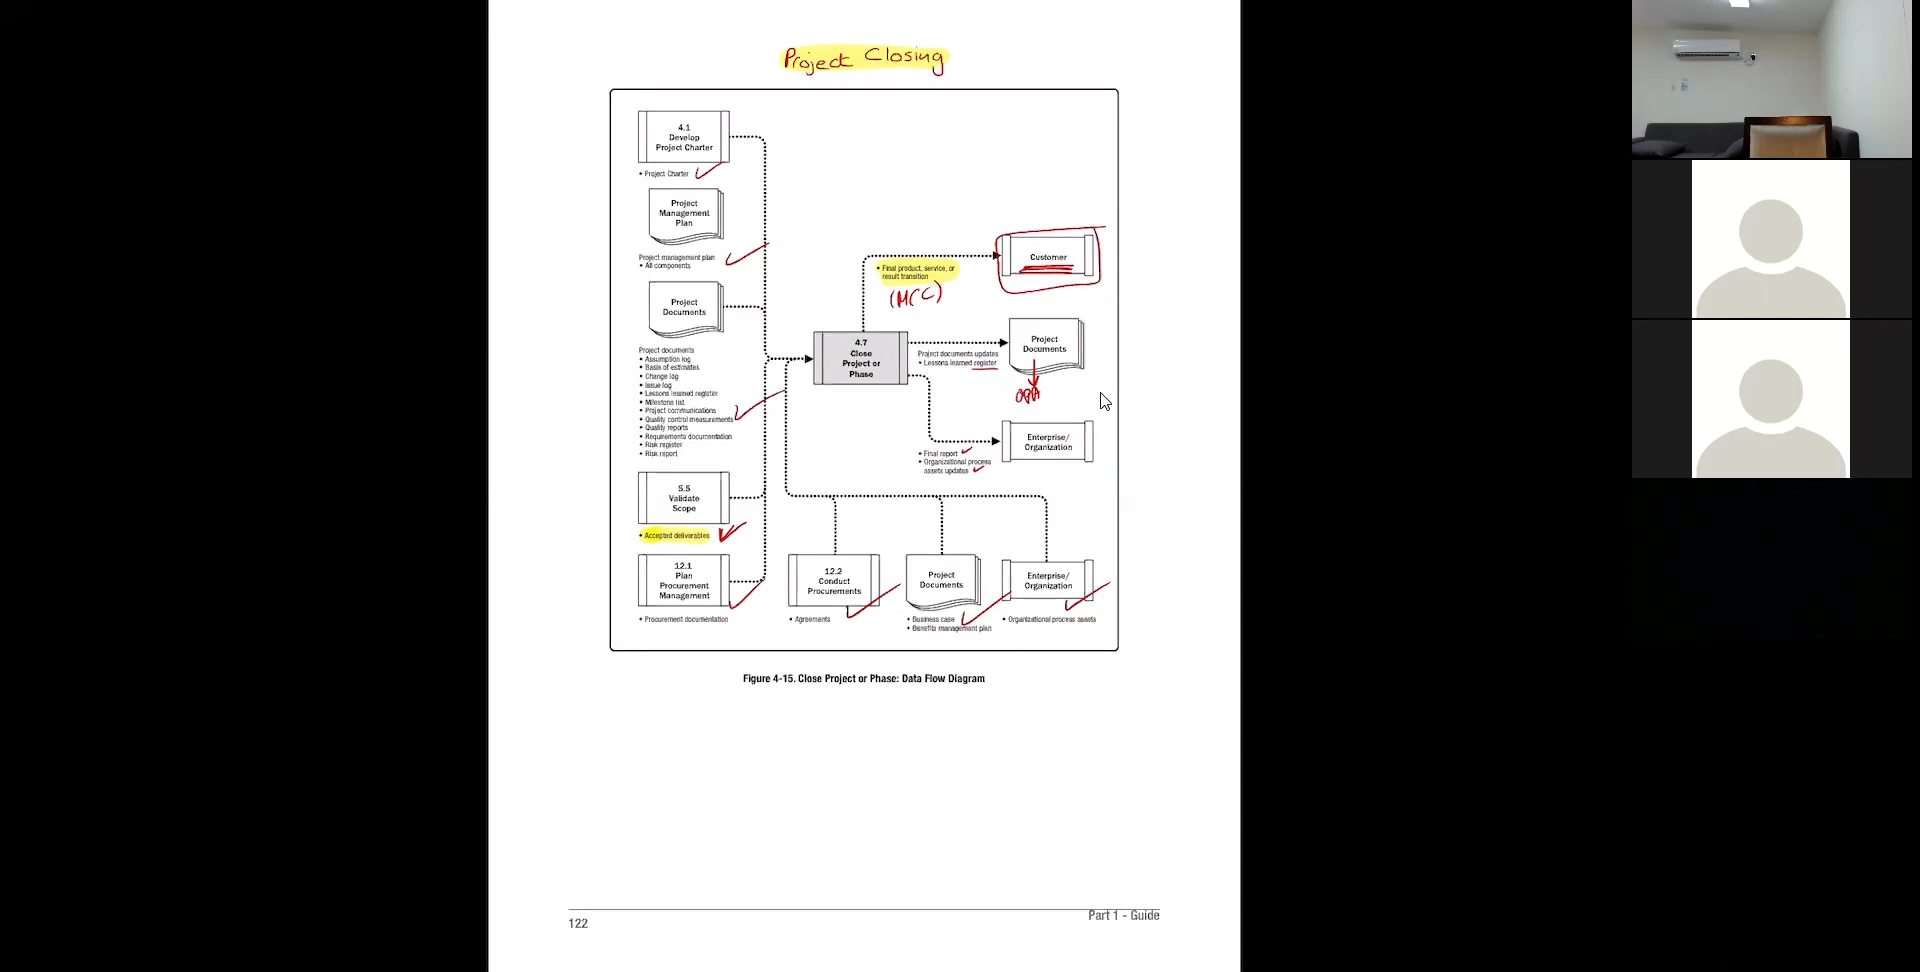 Project Closing
4.1
Develop
Project Charter
• Project Charter
Project
Management
Plan
Project management plan
• All components
Project
Documents
Project documents
• Assumption log
• Basis of estimates
• Change log
• Issue log
• Lessons learned register
• Milestone list
• Project communications
• Quality control measurements
• Quality reports
• Requirements documentation
• Risk register
• Risk report
5.5
Validate
Scope
• Accepted deliverables
12.1
Plan
Procurement
Management
• Procurement documentation
• Final product, service, or
result transition
(MCC)
Customer
4.7
Close
Project or
Phase
Project documents updates
• Lessons learned register
Project
Documents
OPA
• Final report
• Organizational process
assets updates
Enterprise/
Organization
12.2
Conduct
Procurements
• Agreements
Project
Documents
• Business case
• Benefits management plan
Enterprise/
Organization
• Organizational process assets
Figure 4-15. Close Project or Phase: Data Flow Diagram
122
Part 1 - Guide